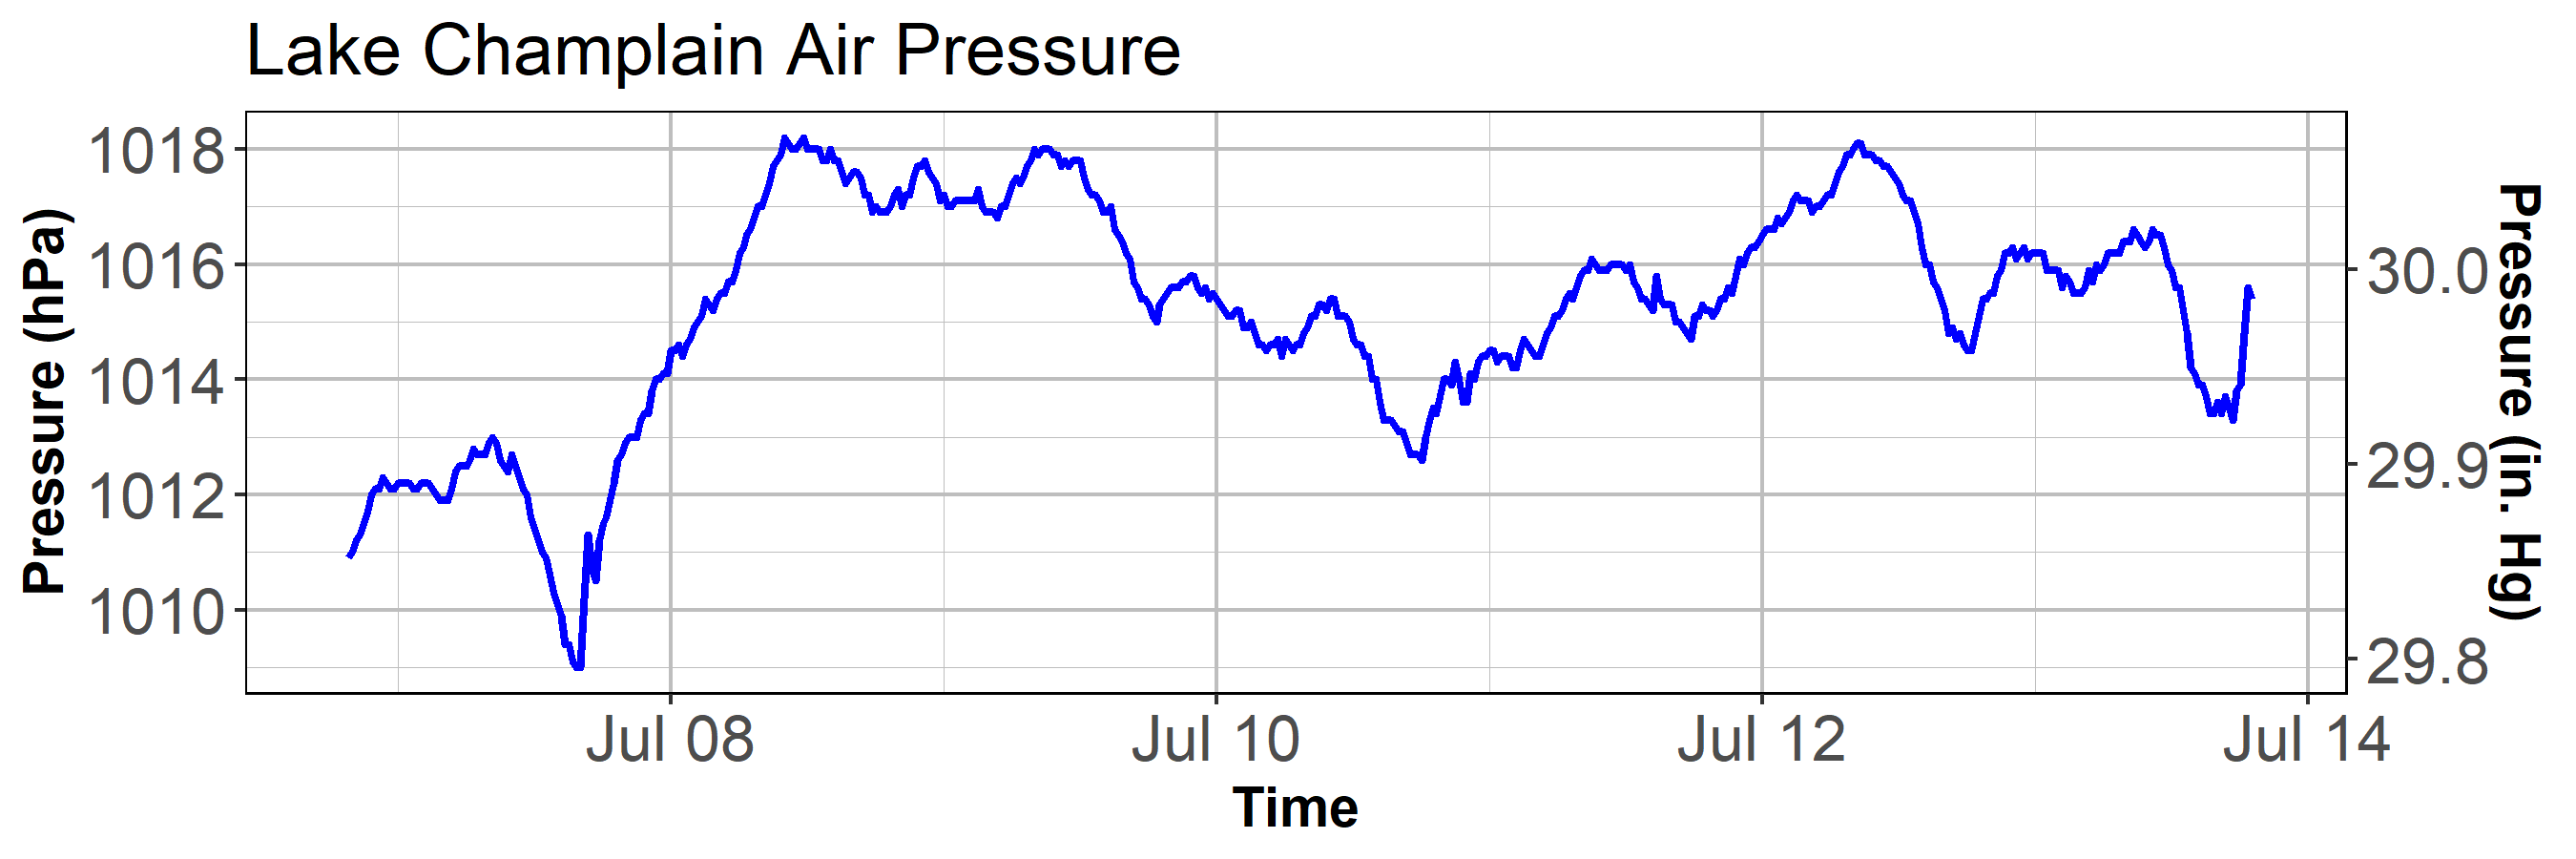 Lake Champlain Air Pressure
Pressure (hPa)
1018
1016
1014
1012
1010
30.0
29.9
29.8
Pressure (in. Hg)
Jul 08 Jul 10 Jul 12 Jul 14
Time